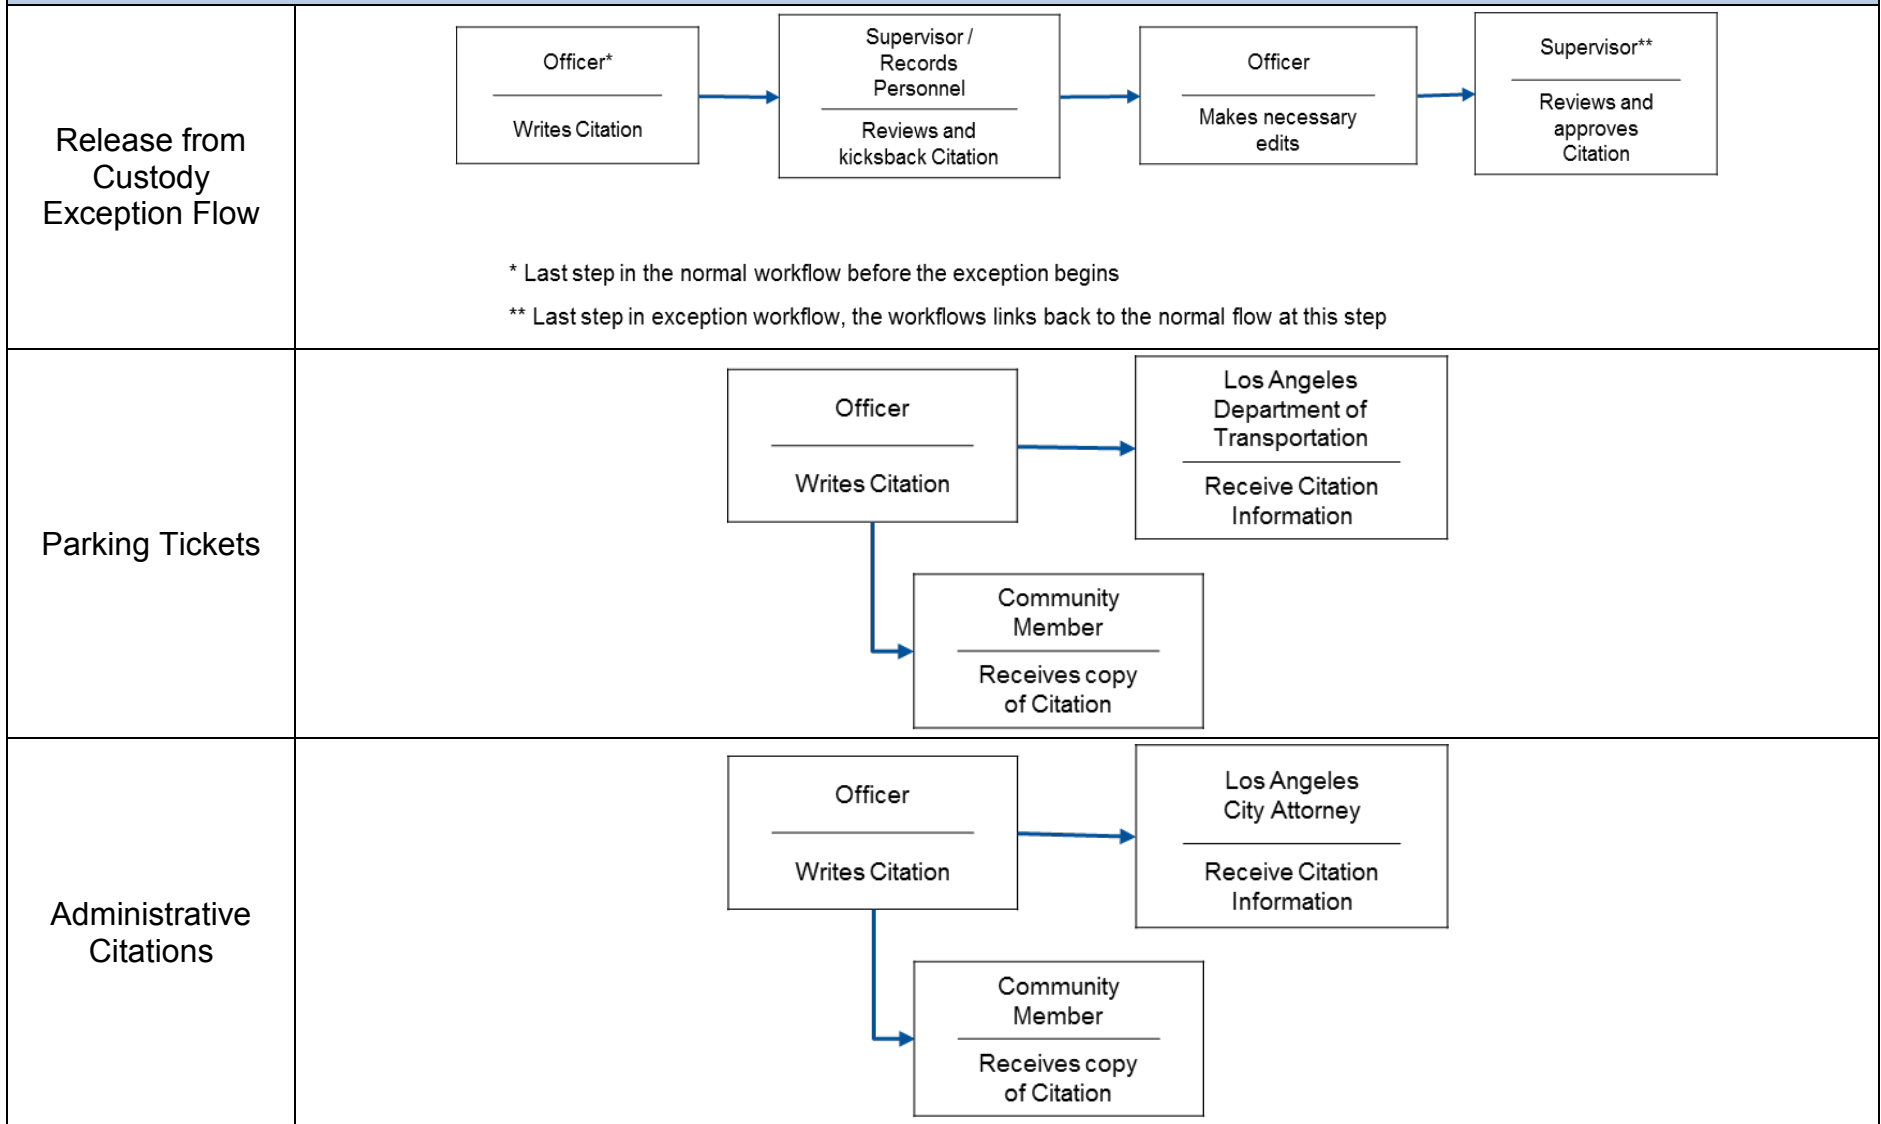 Release from
Custody
Exception Flow
Officer*
Writes Citation
Supervisor /
Records
Personnel
Reviews and
kicksback Citation
Officer
Makes necessary
edits
Supervisor**
Reviews and
approves
Citation
* Last step in the normal workflow before the exception begins
** Last step in exception workflow, the workflows links back to the normal flow at this step
Parking Tickets
Officer
Writes Citation
Los Angeles
Department of
Transportation
Receive Citation
Information
Community
Member
Receives copy
of Citation
Administrative
Citations
Officer
Writes Citation
Los Angeles
City Attorney
Receive Citation
Information
Community
Member
Receives copy
of Citation